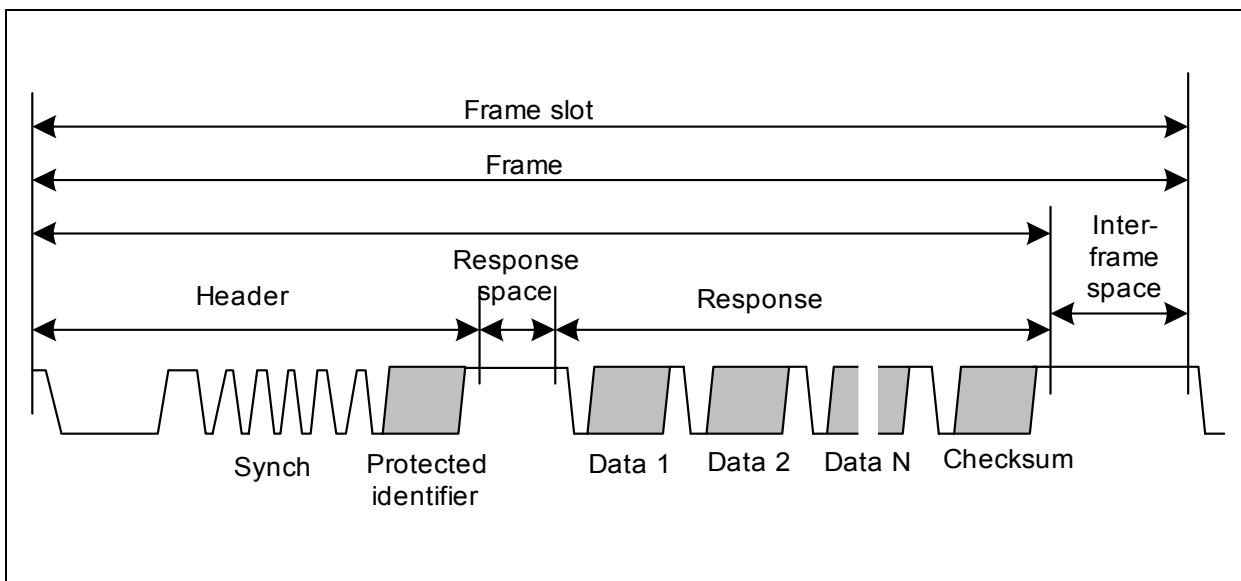 Frame slot
Frame
Inter-
frame
space
Response
space
Header
Response
Synch
Protected
identifier
Data 1
Data 2
Data N
Checksum